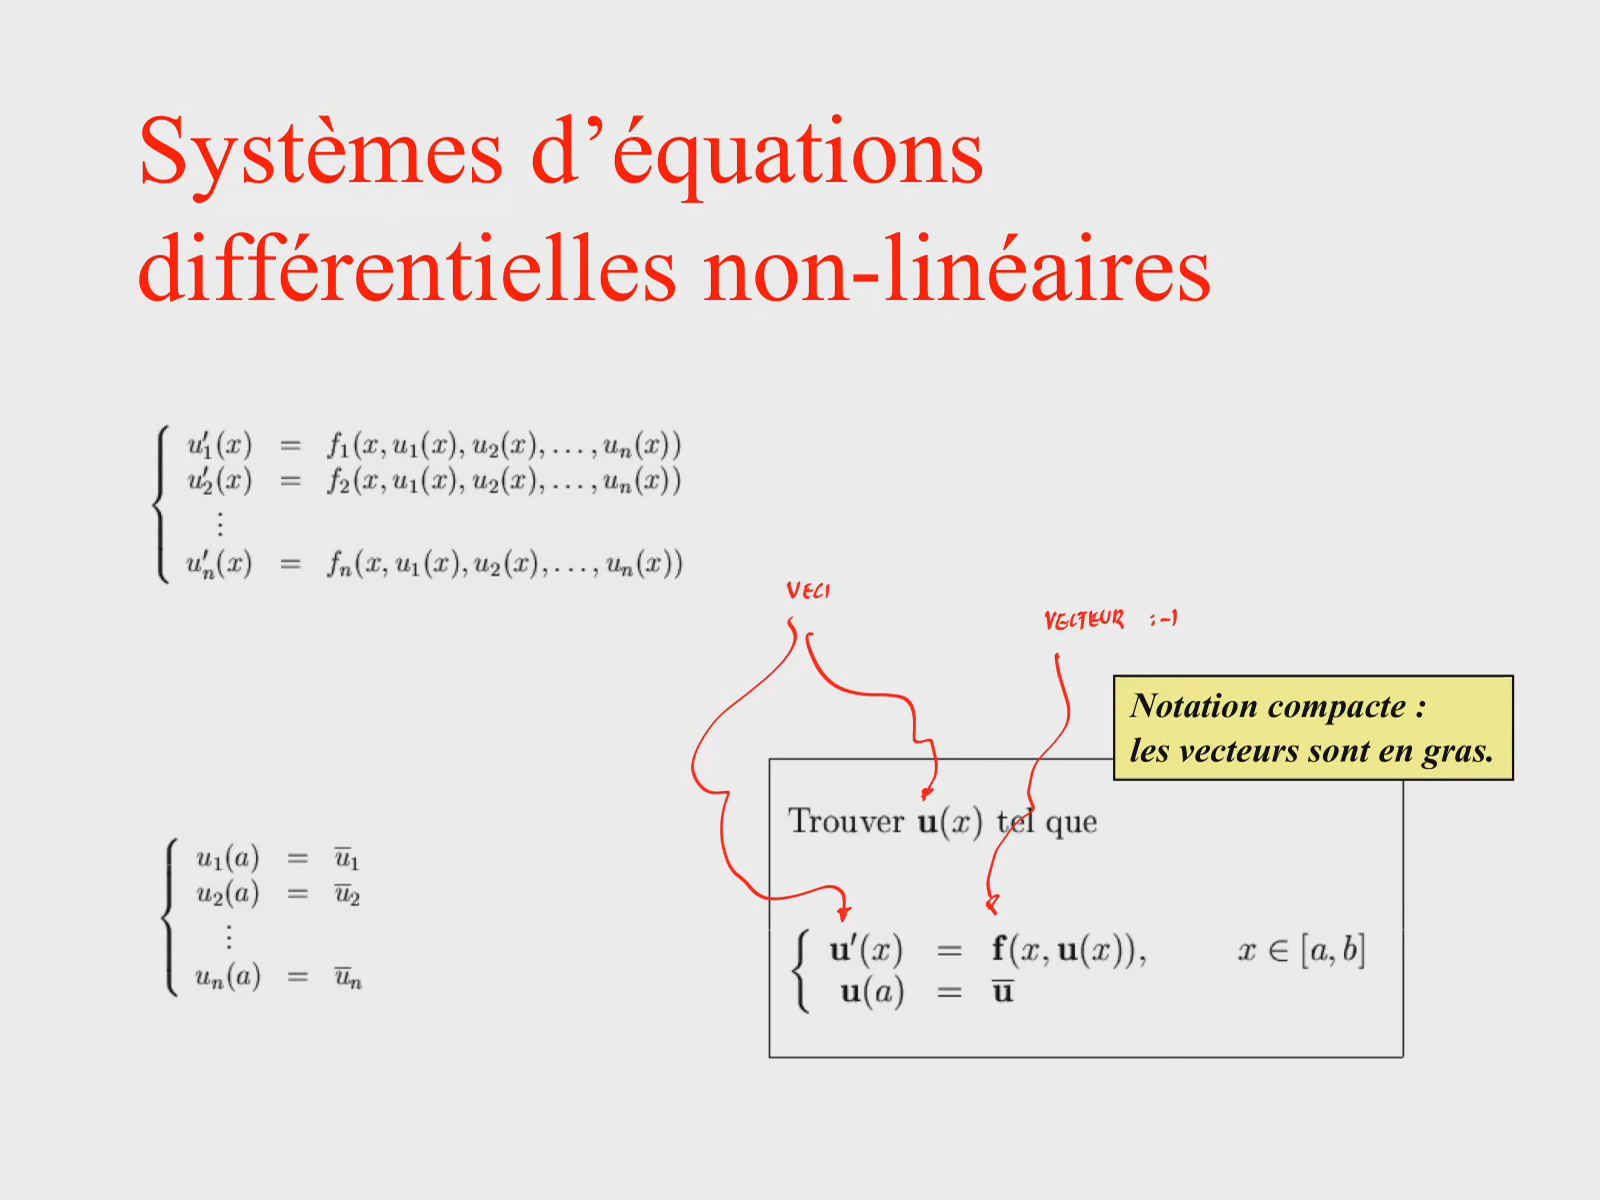 Systèmes d’équations
différentielles non-linéaires
u′₁(x) = f₁(x, u₁(x), u₂(x), . . . , uₙ(x))
u′₂(x) = f₂(x, u₁(x), u₂(x), . . . , uₙ(x))
⋮
u′ₙ(x) = fₙ(x, u₁(x), u₂(x), . . . , uₙ(x))
VECT
VECTEUR :-)
Notation compacte :
les vecteurs sont en gras.
Trouver u(x) tel que
u₁(a) = ū₁
u₂(a) = ū₂
⋮
uₙ(a) = ūₙ
u′(x) = f(x, u(x)), x ∈ [a, b]
u(a) = ū